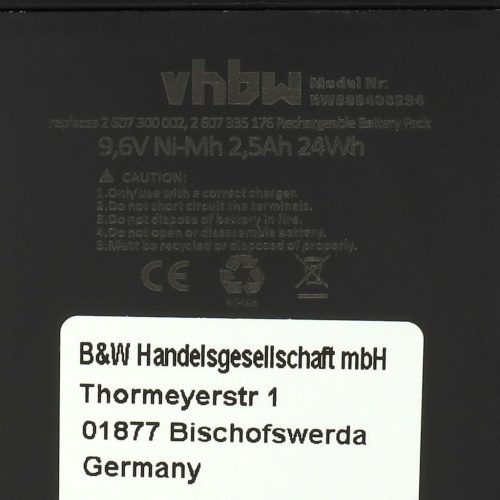 vhbw Model Nr:
replaces 2 607 300 002, 2 607 335 176 Rechargeable Battery Pack
9,6V Ni-Mh 2,5Ah 24Wh
CAUTION:
1.Only use with a correct charger.
2.Do not short circuit the terminals.
3.Do not dispose of battery in fire.
4.Do not open or disassemble battery.
5.Must be recycled or disposed of properly.
CE
Ni-Mh
B&W Handelsgesellschaft mbH
Thormeyerstr 1
01877 Bischofswerda
Germany